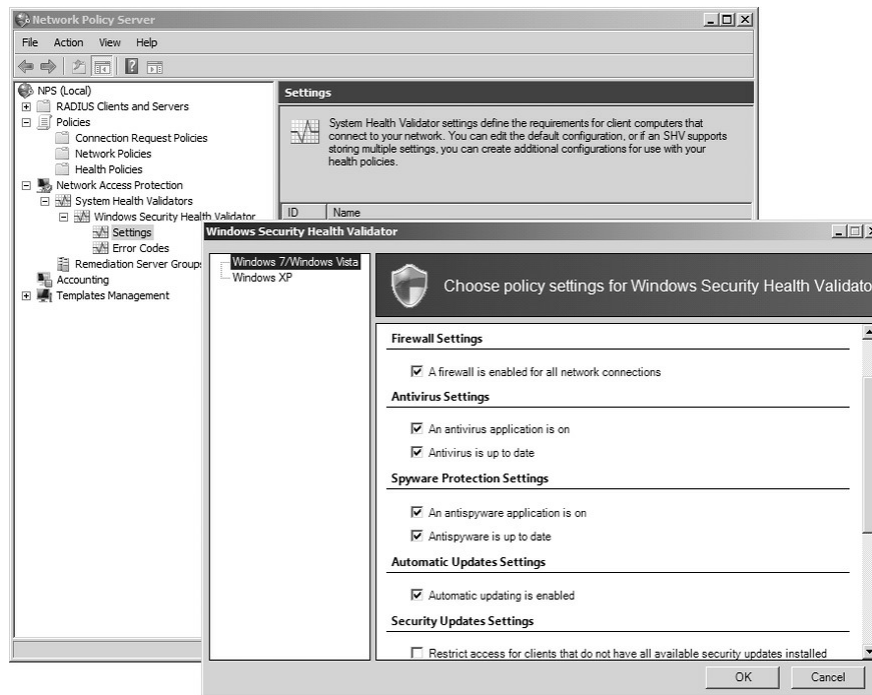 Network Policy Server
File Action View Help
NPS (Local)
RADIUS Clients and Servers
Policies
Connection Request Policies
Network Policies
Health Policies
Network Access Protection
System Health Validators
Windows Security Health Validator
Settings
Error Codes
Remediation Server Groups
Accounting
Templates Management
Settings
System Health Validator settings define the requirements for client computers that
connect to your network. You can edit the default configuration, or if an SHV supports
storing multiple settings, you can create additional configurations for use with your
health policies.
ID Name
Windows Security Health Validator
Windows 7/Windows Vista
Windows XP
Choose policy settings for Windows Security Health Validato
Firewall Settings
A firewall is enabled for all network connections
Antivirus Settings
An antivirus application is on
Antivirus is up to date
Spyware Protection Settings
An antispyware application is on
Antispyware is up to date
Automatic Updates Settings
Automatic updating is enabled
Security Updates Settings
Restrict access for clients that do not have all available security updates installed
OK Cancel